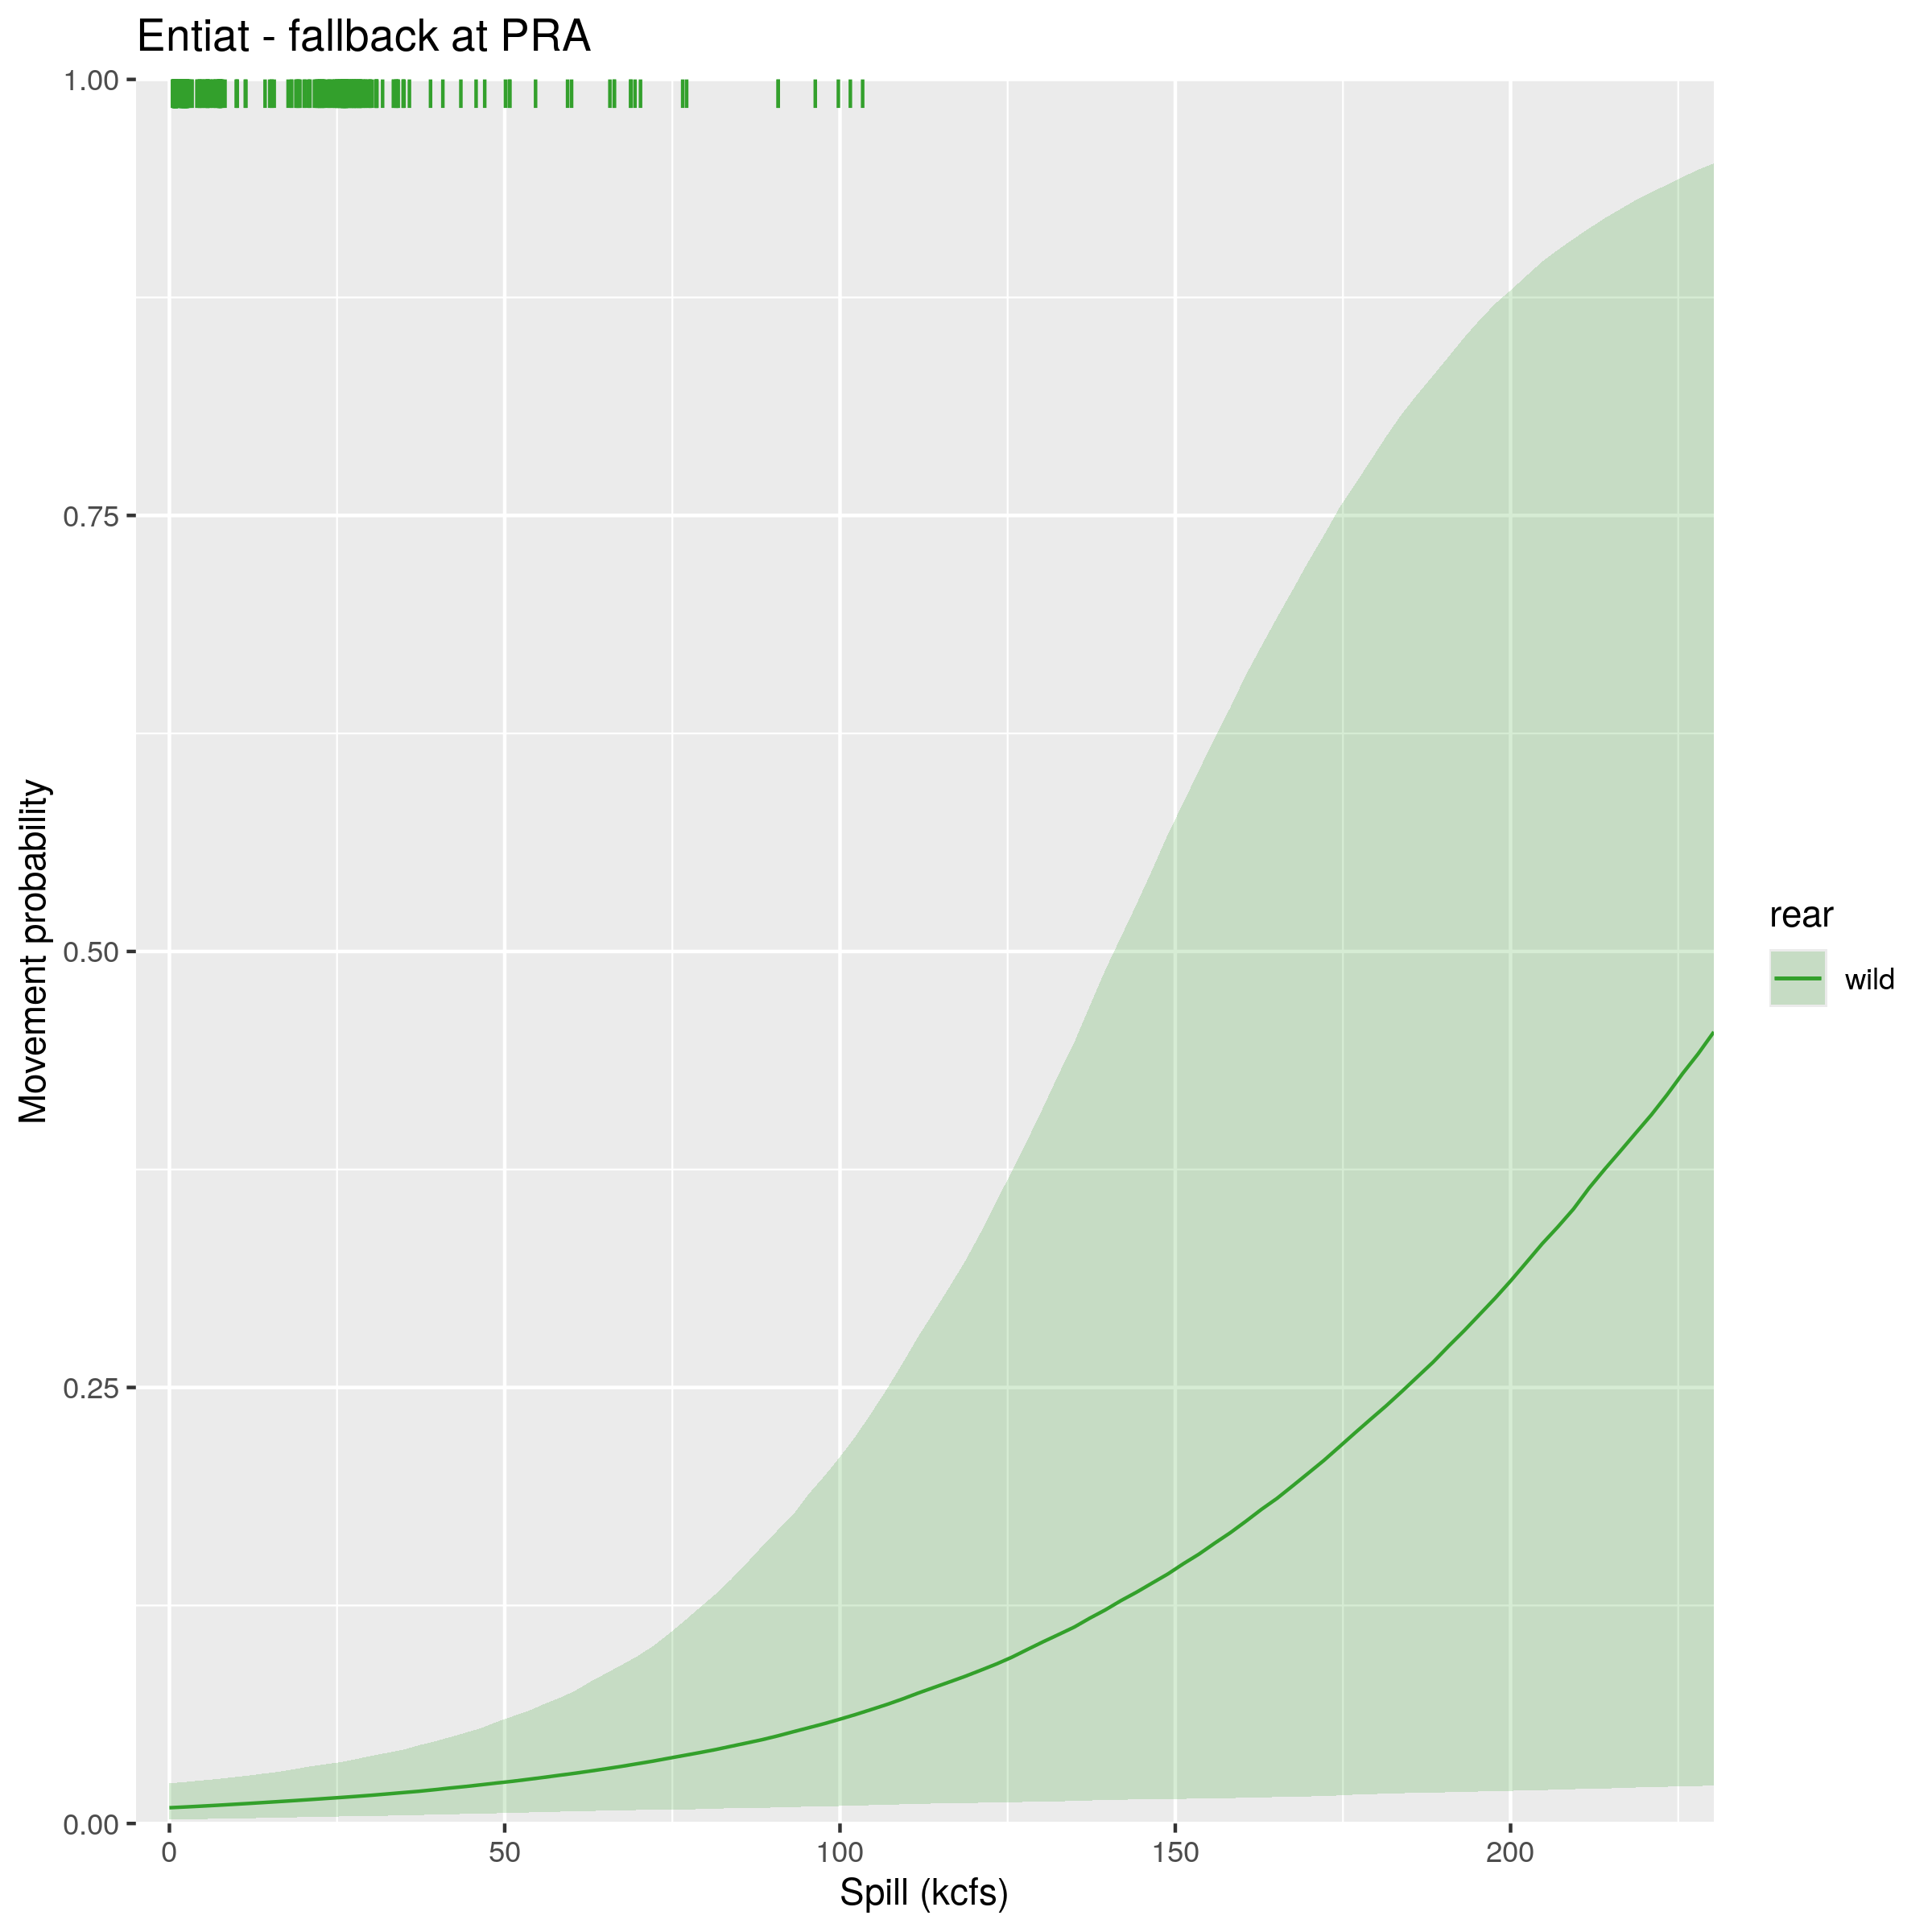 Entiat - fallback at PRA
1.00
0.75
0.50
0.25
0.00
Movement probability
0 50 100 150 200
Spill (kcfs)
rear
wild